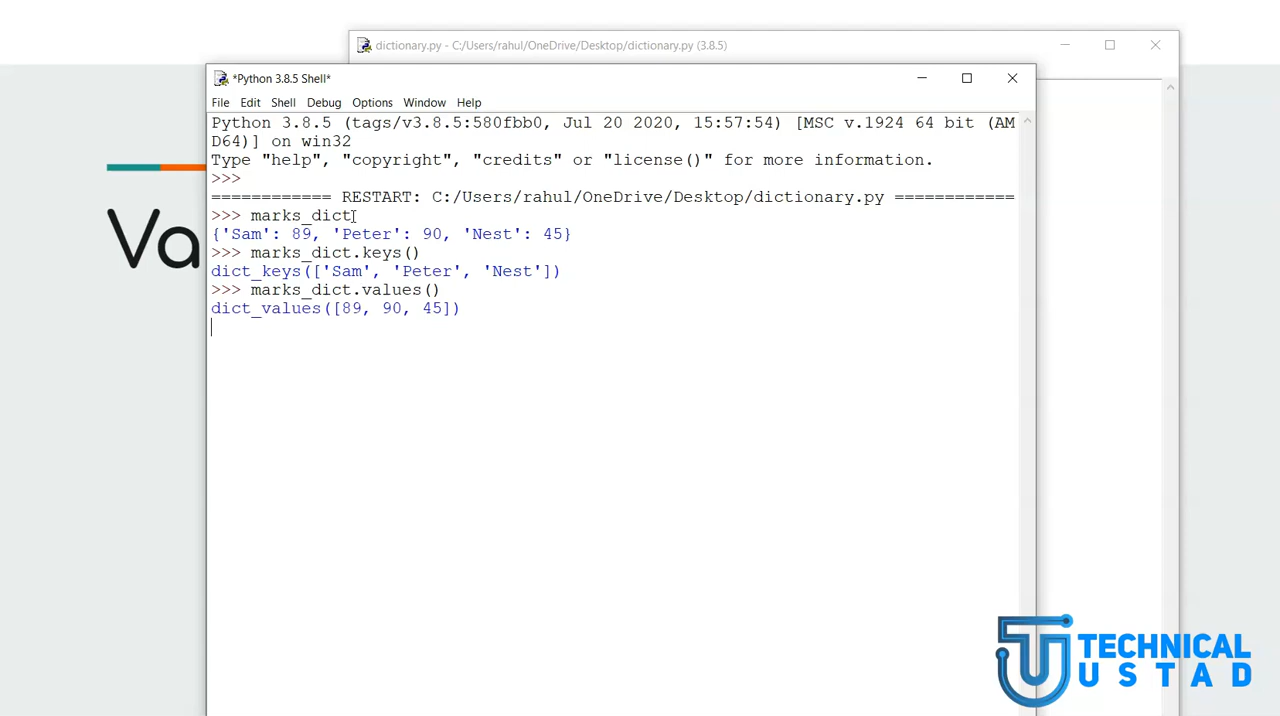 dictionary.py - C:/Users/rahul/OneDrive/Desktop/dictionary.py (3.8.5)
*Python 3.8.5 Shell*
File Edit Shell Debug Options Window Help
Python 3.8.5 (tags/v3.8.5:580fbb0, Jul 20 2020, 15:57:54) [MSC v.1924 64 bit (AM
D64)] on win32
Type "help", "copyright", "credits" or "license()" for more information.
>>>
=========== RESTART: C:/Users/rahul/OneDrive/Desktop/dictionary.py ============
>>> marks_dict
{'Sam': 89, 'Peter': 90, 'Nest': 45}
>>> marks_dict.keys()
dict_keys(['Sam', 'Peter', 'Nest'])
>>> marks_dict.values()
dict_values([89, 90, 45])
Va
TECHNICAL
USTAD